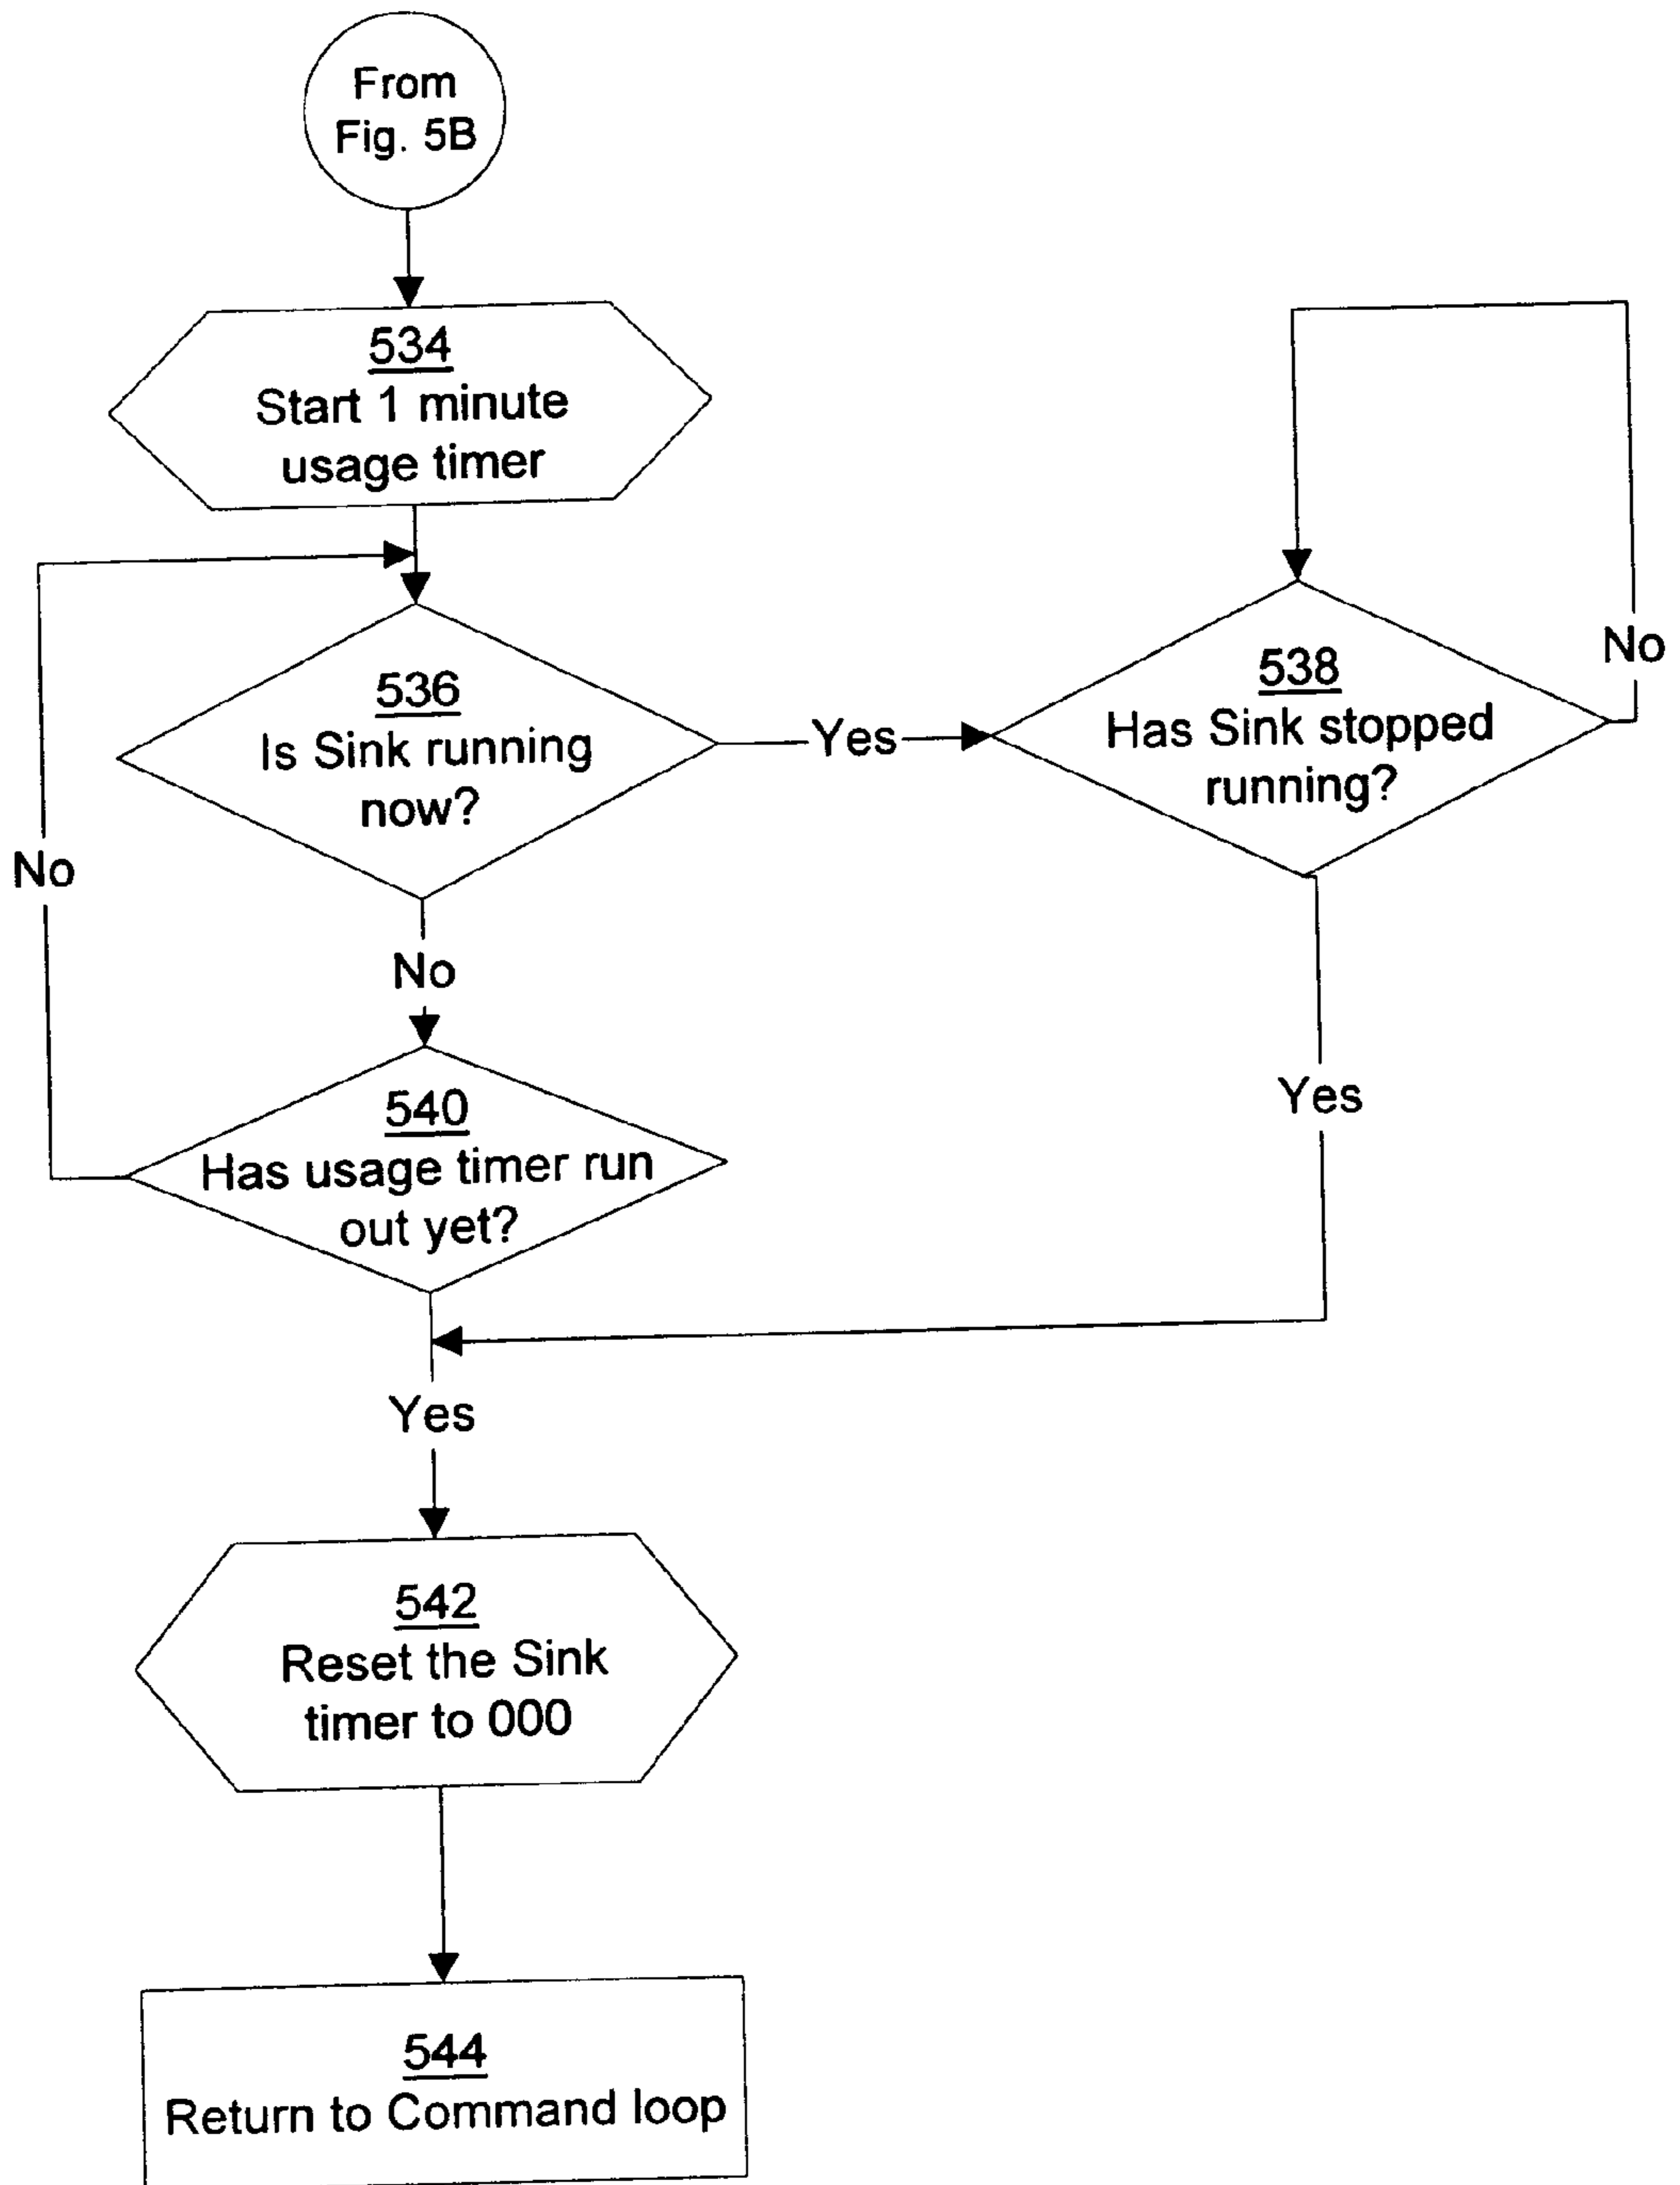 From
Fig. 5B
534
Start 1 minute
usage timer
536
Is Sink running
now?
Yes
538
Has Sink stopped
running?
No
No
No
540
Has usage timer run
out yet?
Yes
Yes
542
Reset the Sink
timer to 000
544
Return to Command loop